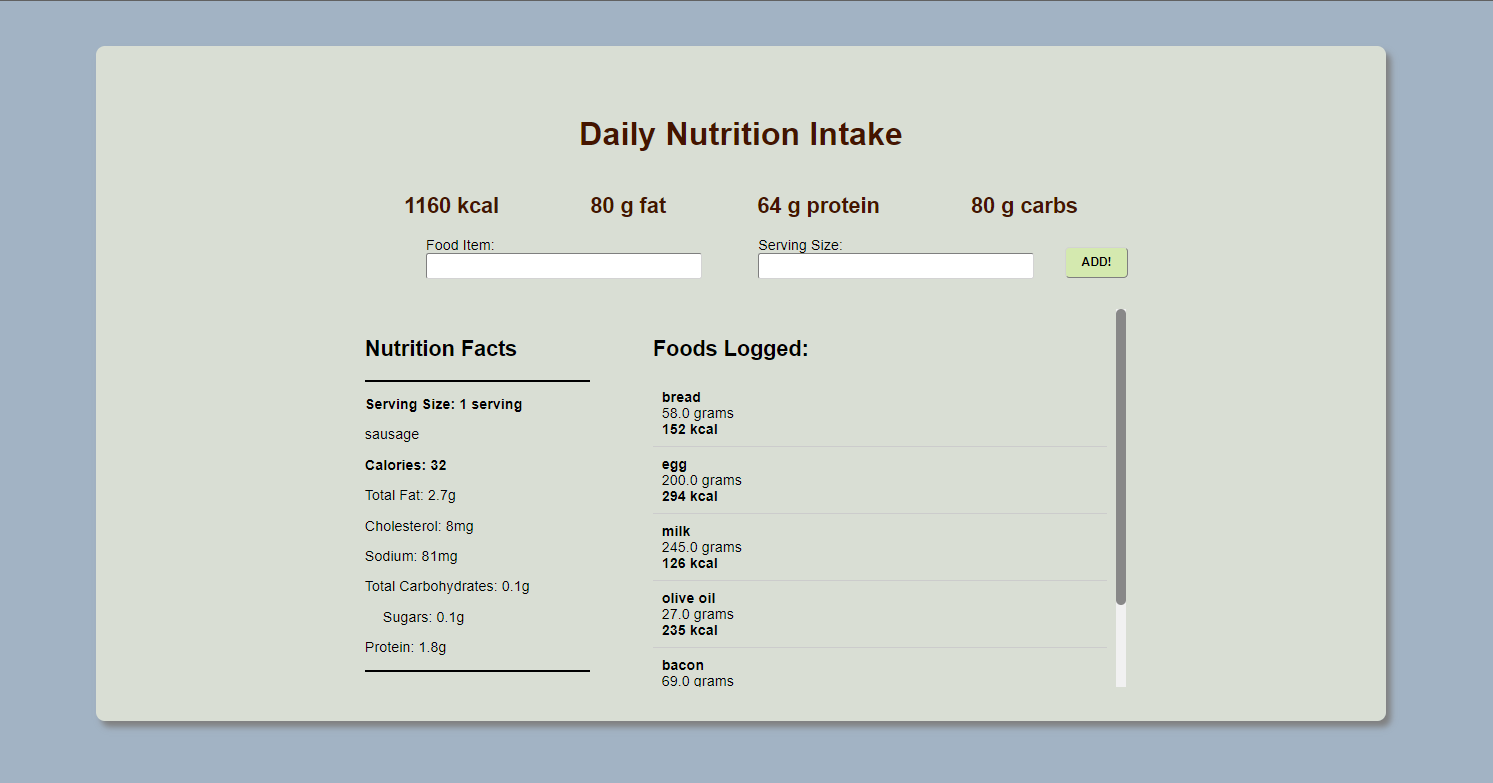 Daily Nutrition Intake
1160 kcal
80 g fat
64 g protein
80 g carbs
Food Item:
Serving Size:
ADD!
Nutrition Facts
Serving Size: 1 serving
sausage
Calories: 32
Total Fat: 2.7g
Cholesterol: 8mg
Sodium: 81mg
Total Carbohydrates: 0.1g
Sugars: 0.1g
Protein: 1.8g
Foods Logged:
bread
58.0 grams
152 kcal
egg
200.0 grams
294 kcal
milk
245.0 grams
126 kcal
olive oil
27.0 grams
235 kcal
bacon
69.0 grams